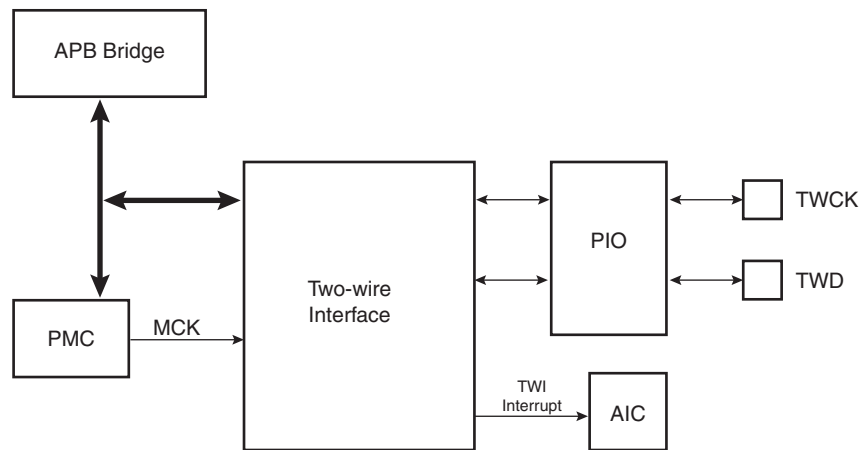 APB Bridge
TWCK
PIO
TWD
Two-wire
Interface
MCK
PMC
TWI
Interrupt
AIC